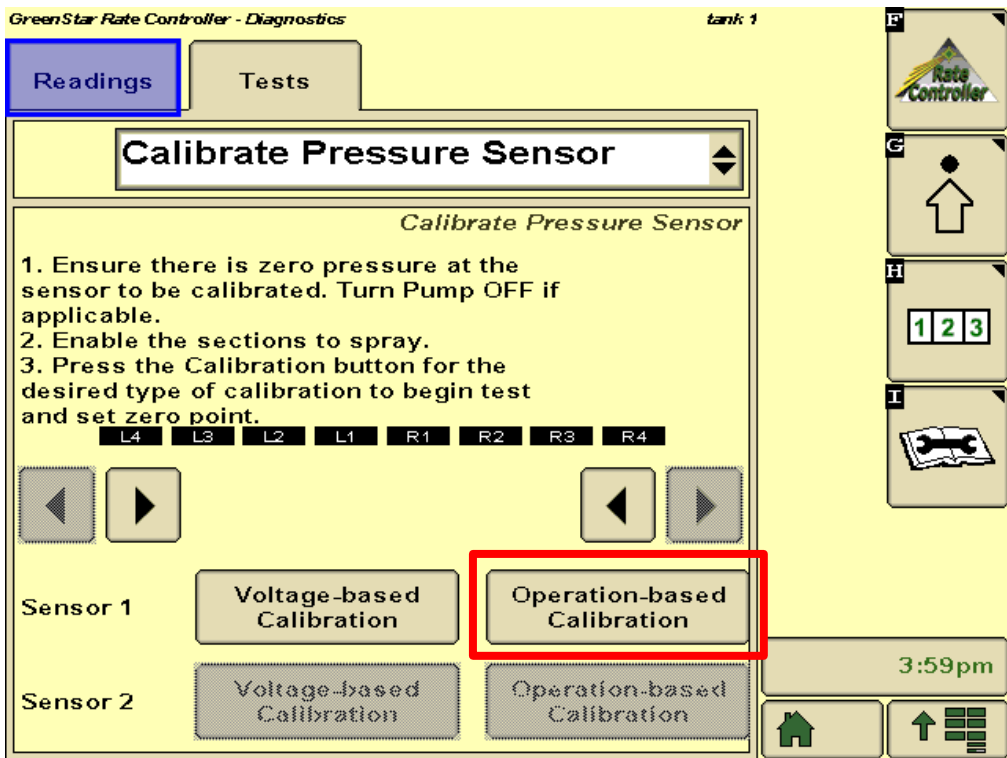 GreenStar Rate Controller - Diagnostics
tank 1
Readings
Tests
Calibrate Pressure Sensor
Calibrate Pressure Sensor
1. Ensure there is zero pressure at the
sensor to be calibrated. Turn Pump OFF if
applicable.
2. Enable the sections to spray.
3. Press the Calibration button for the
desired type of calibration to begin test
and set zero point.
L4 L3 L2 L1 R1 R2 R3 R4
Sensor 1
Voltage-based
Calibration
Operation-based
Calibration
Sensor 2
Voltage-based
Calibration
Operation-based
Calibration
F
Rate
Controller
G
H
1 2 3
I
3:59pm